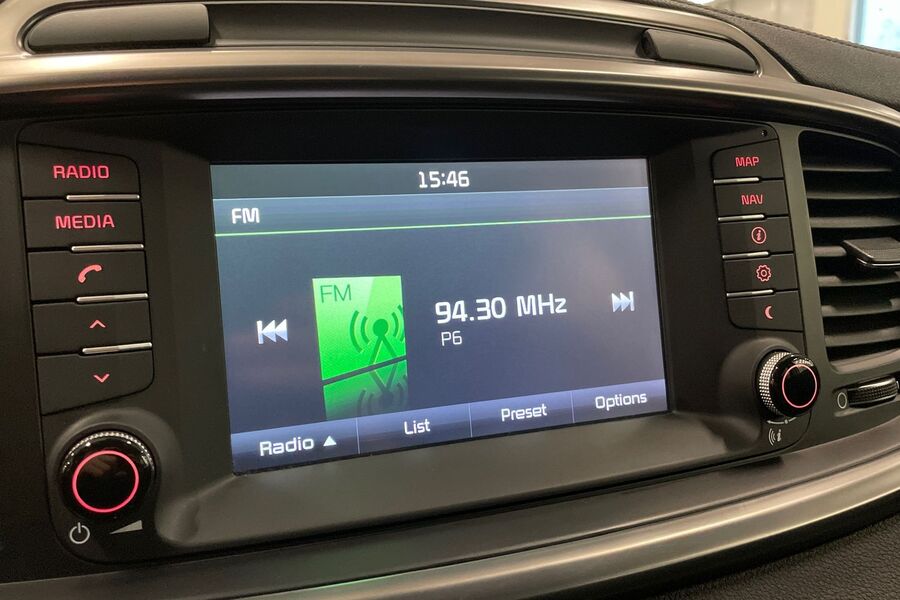 RADIO
MEDIA
15:46
FM
FM
94.30 MHz
P6
Radio
List
Preset
Options
MAP
NAV